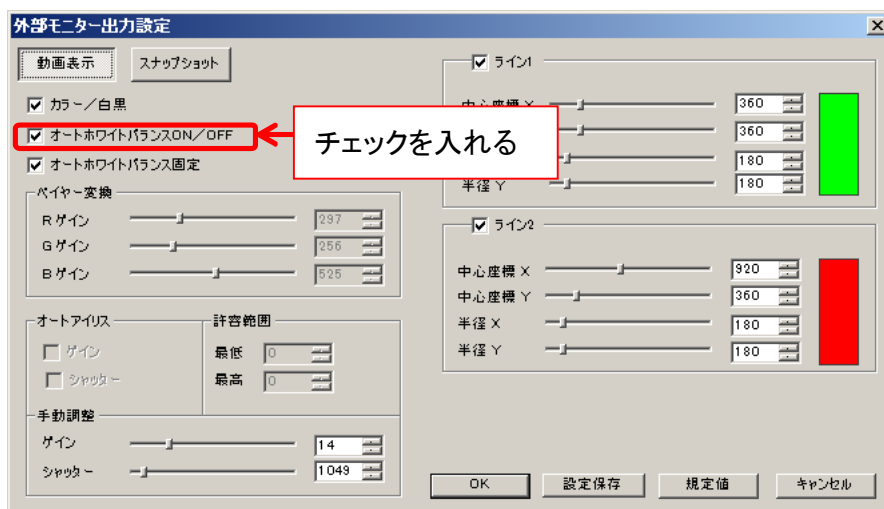 外部モニター出力設定
動画表示 スナップショット
カラー／白黒
オートホワイトバランスON／OFF
チェックを入れる
オートホワイトバランス固定
ベイヤー変換
R ゲイン 297
G ゲイン 256
B ゲイン 525
オートアイリス
ゲイン
シャッター
許容範囲
最低 0
最高 0
手動調整
ゲイン 14
シャッター 1049
ライン1
中心座標 X 360
360
180
半径 Y 180
ライン2
中心座標 X 920
中心座標 Y 360
半径 X 180
半径 Y 180
OK 設定保存 規定値 キャンセル